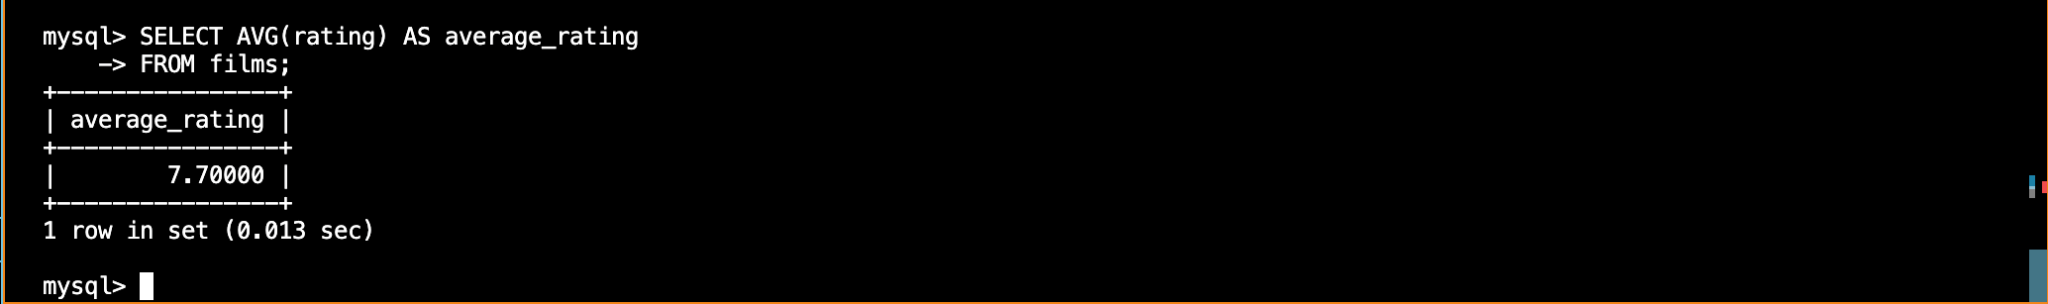 mysql> SELECT AVG(rating) AS average_rating
    -> FROM films;
+----------------+
| average_rating |
+----------------+
|        7.70000 |
+----------------+
1 row in set (0.013 sec)
mysql>